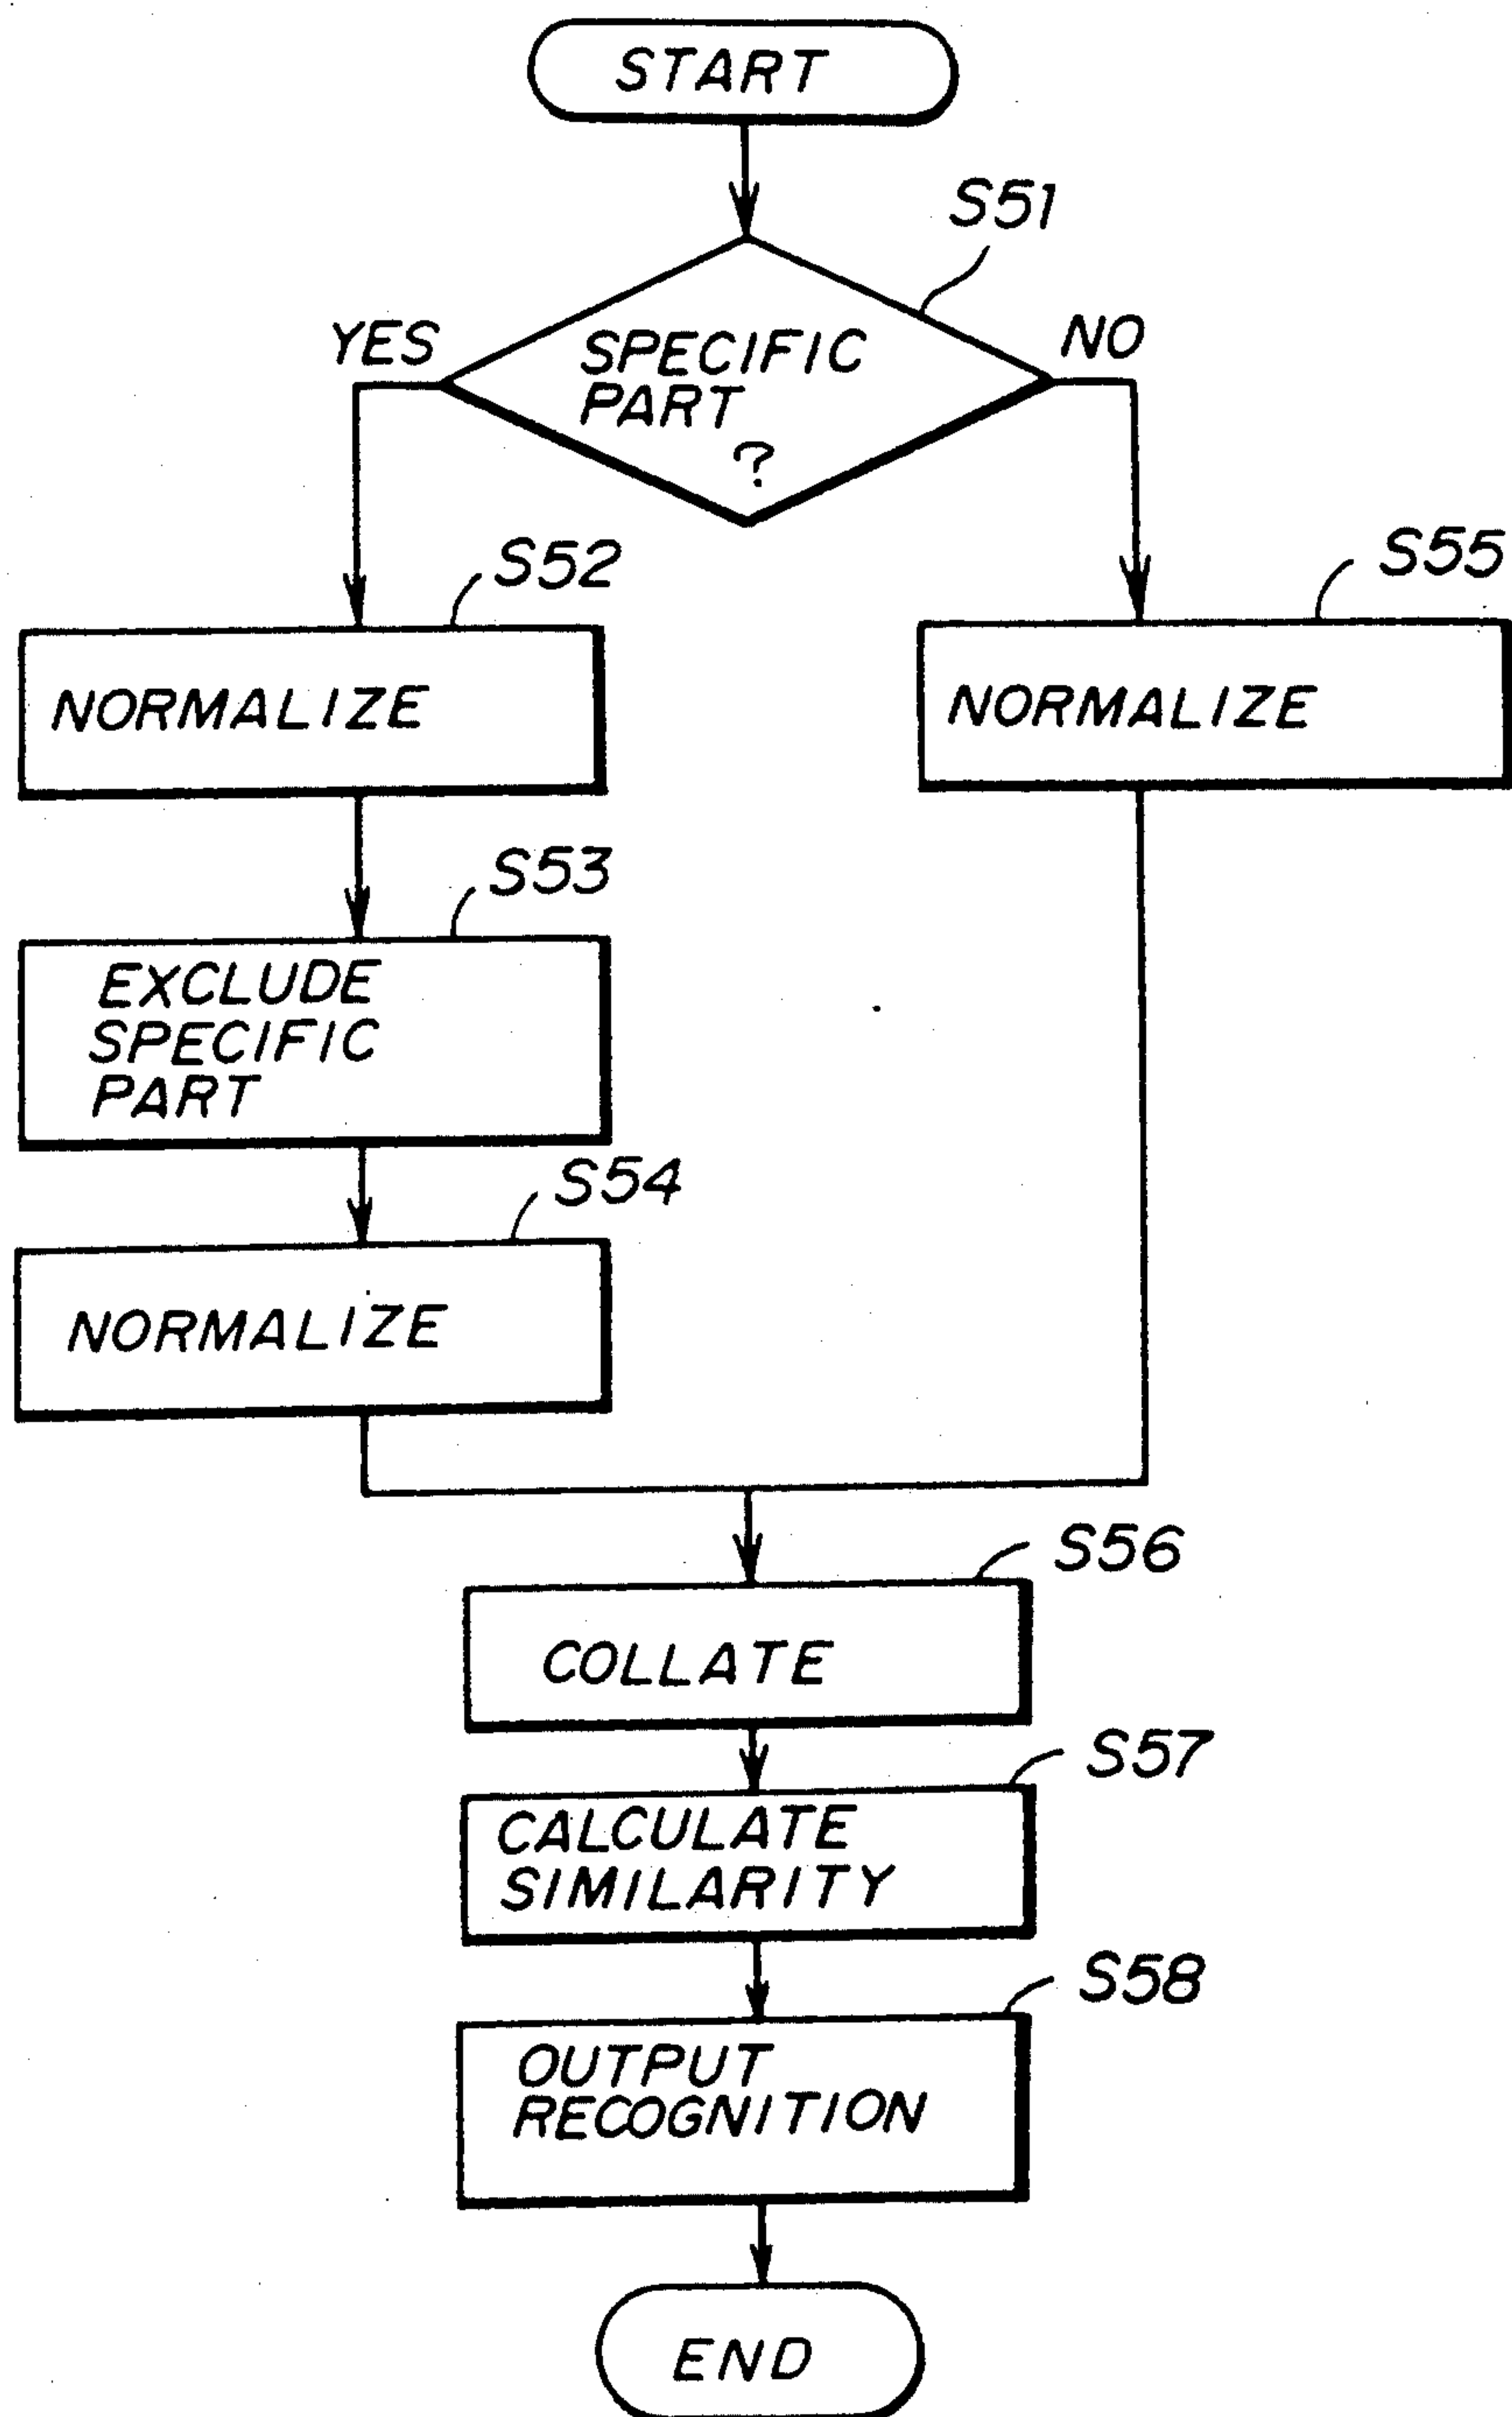 START
S51
YES
SPECIFIC
PART
?
NO
S52
NORMALIZE
S55
NORMALIZE
S53
EXCLUDE
SPECIFIC
PART
S54
NORMALIZE
S56
COLLATE
S57
CALCULATE
SIMILARITY
S58
OUTPUT
RECOGNITION
END